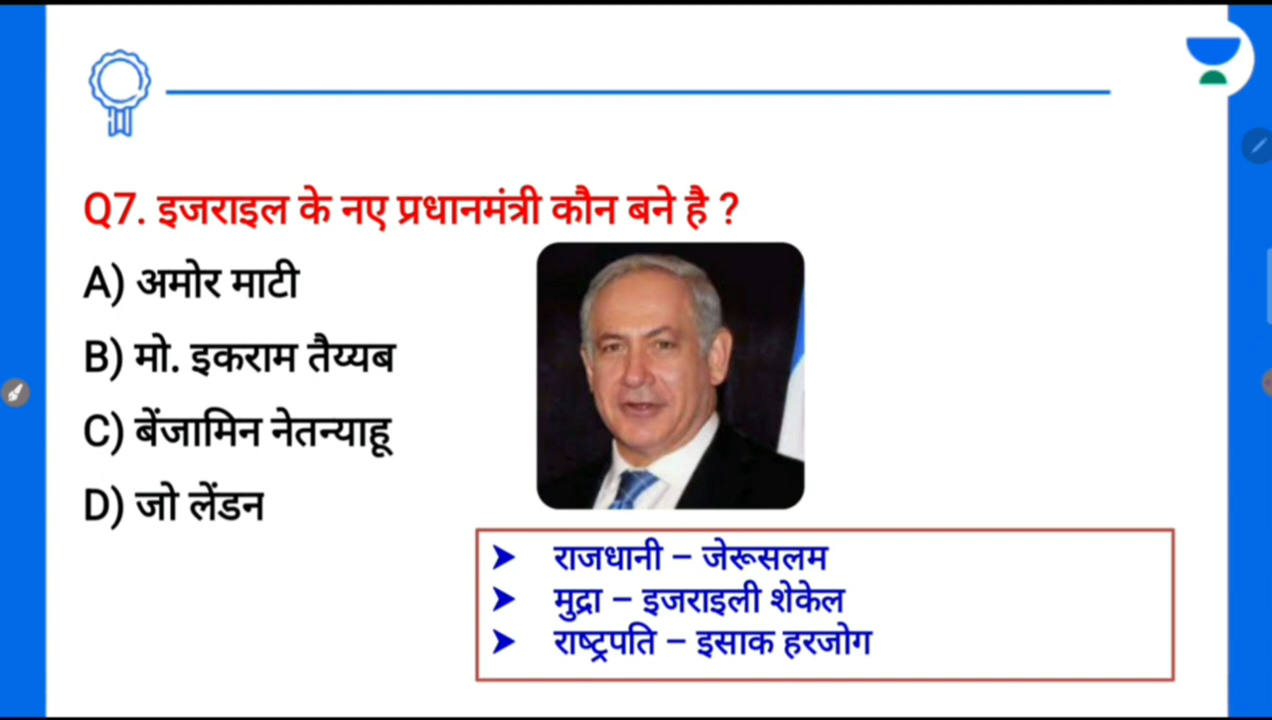 Q7. इजराइल के नए प्रधानमंत्री कौन बने है ?
A) अमोर माटी
B) मो. इकराम तैय्यब
C) बेंजामिन नेतन्याहू
D) जो लेंडन
➤ राजधानी – जेरूसलम
➤ मुद्रा – इजराइली शेकेल
➤ राष्ट्रपति – इसाक हरजोग